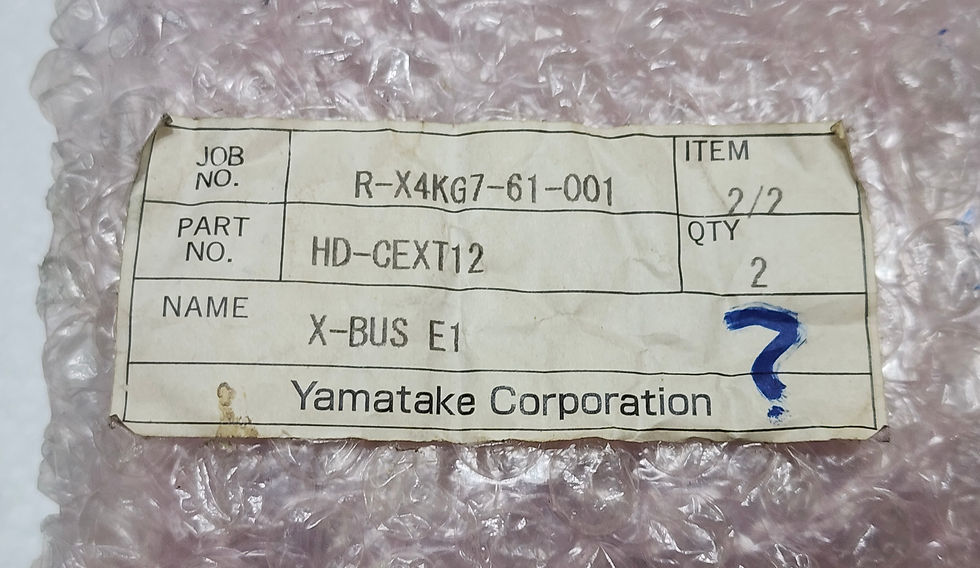 JOB NO. R-X4KG7-61-001 ITEM 2/2
PART NO. HD-CEXT12 QTY 2
NAME X-BUS E1
?
Yamatake Corporation